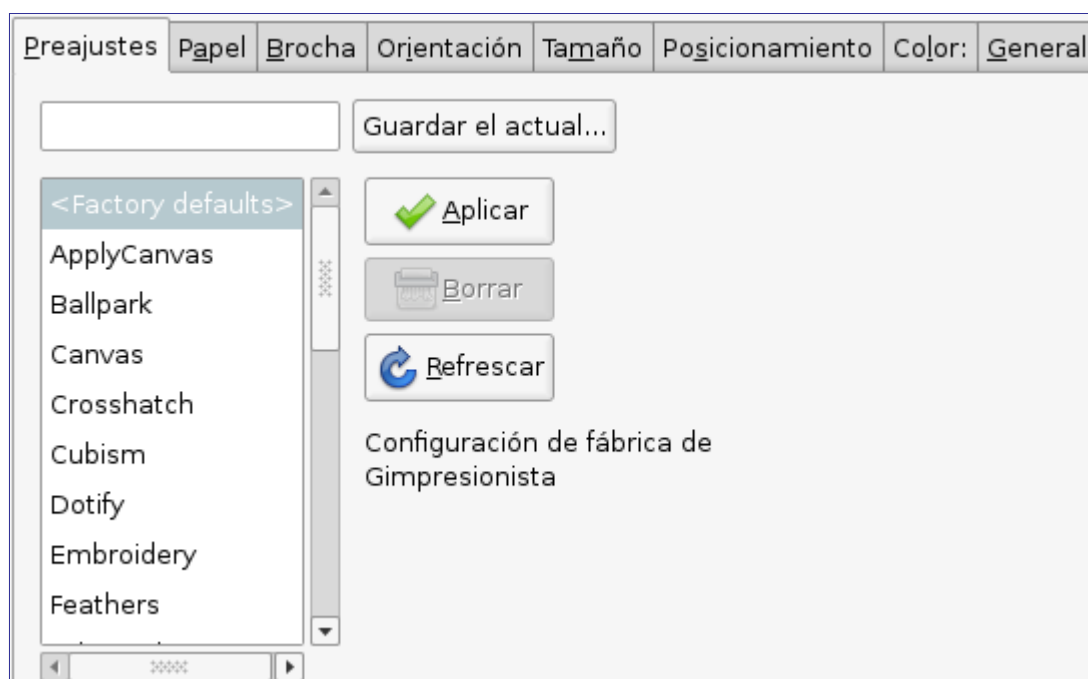 Preajustes Papel Brocha Orientación Tamaño Posicionamiento Color: General
Guardar el actual...
<Factory defaults>
Aplicar
ApplyCanvas
Ballpark
Borrar
Canvas
Refrescar
Crosshatch
Cubism
Configuración de fábrica de
Gimpresionista
Dotify
Embroidery
Feathers